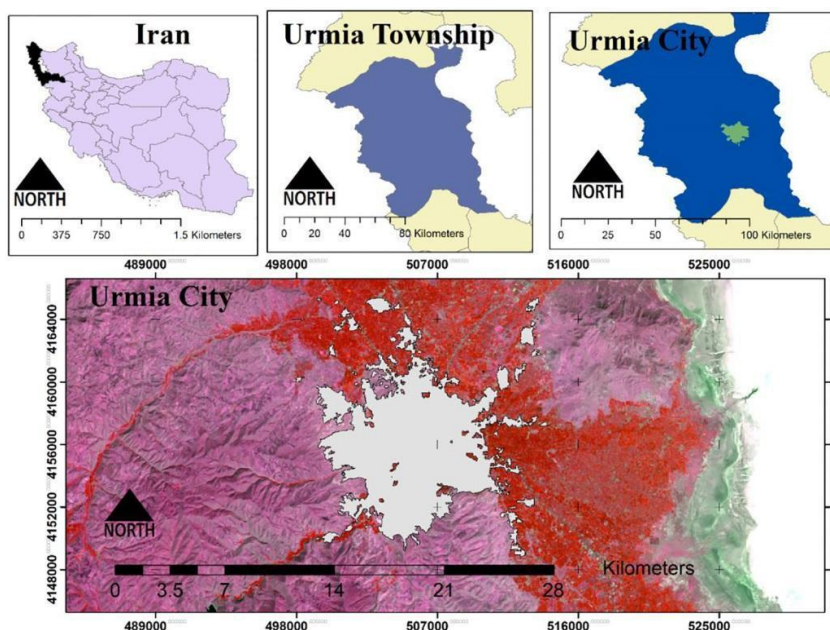 Iran
NORTH
0 375 750 1.5 Kilometers
Urmia Township
NORTH
0 20 40 80 Kilometers
Urmia City
NORTH
0 25 50 100 Kilometers
489000 498000 507000 516000 525000
Urmia City
4164000
4160000
4156000
4152000
4148000
NORTH
Kilometers
0 3.5 7 14 21 28
489000 498000 507000 516000 525000